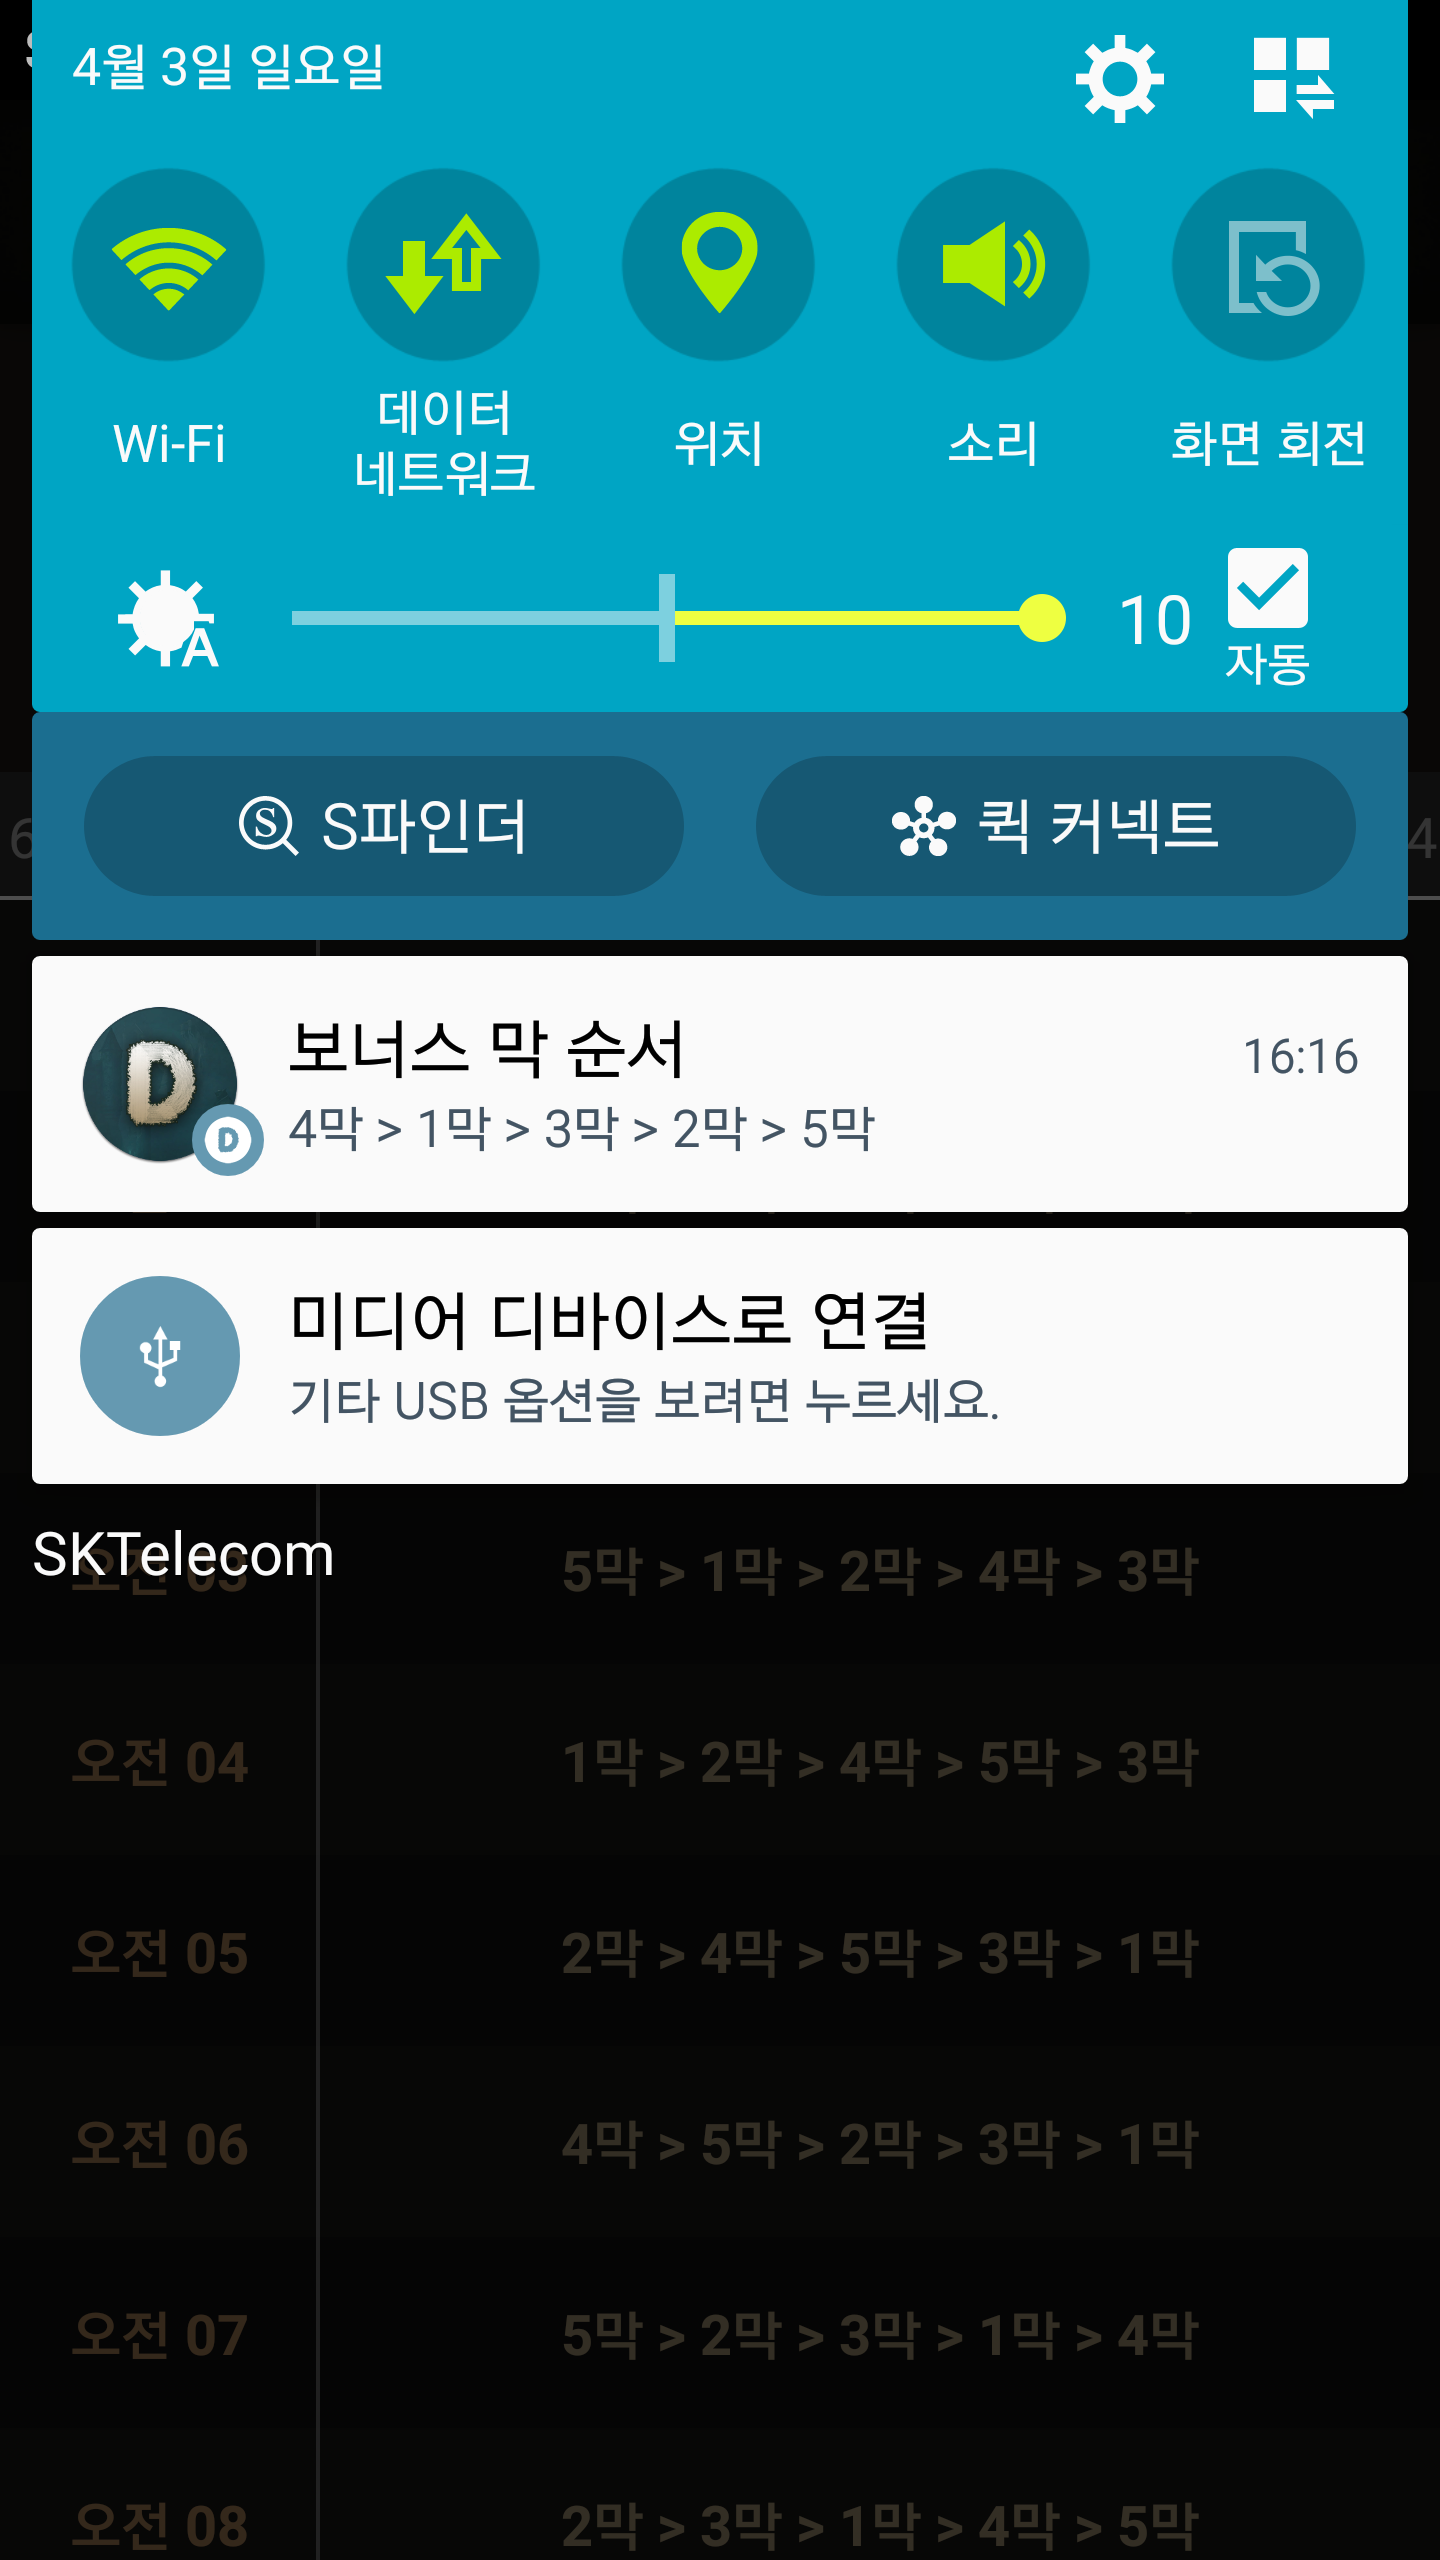 4월 3일 일요일
Wi-Fi
데이터
네트워크
위치
소리
화면 회전
A
10
자동
S파인더
퀵 커넥트
보너스 막 순서
16:16
4막 > 1막 > 3막 > 2막 > 5막
미디어 디바이스로 연결
기타 USB 옵션을 보려면 누르세요.
SKTelecom
오전 03 5막 > 1막 > 2막 > 4막 > 3막
오전 04 1막 > 2막 > 4막 > 5막 > 3막
오전 05 2막 > 4막 > 5막 > 3막 > 1막
오전 06 4막 > 5막 > 2막 > 3막 > 1막
오전 07 5막 > 2막 > 3막 > 1막 > 4막
오전 08 2막 > 3막 > 1막 > 4막 > 5막